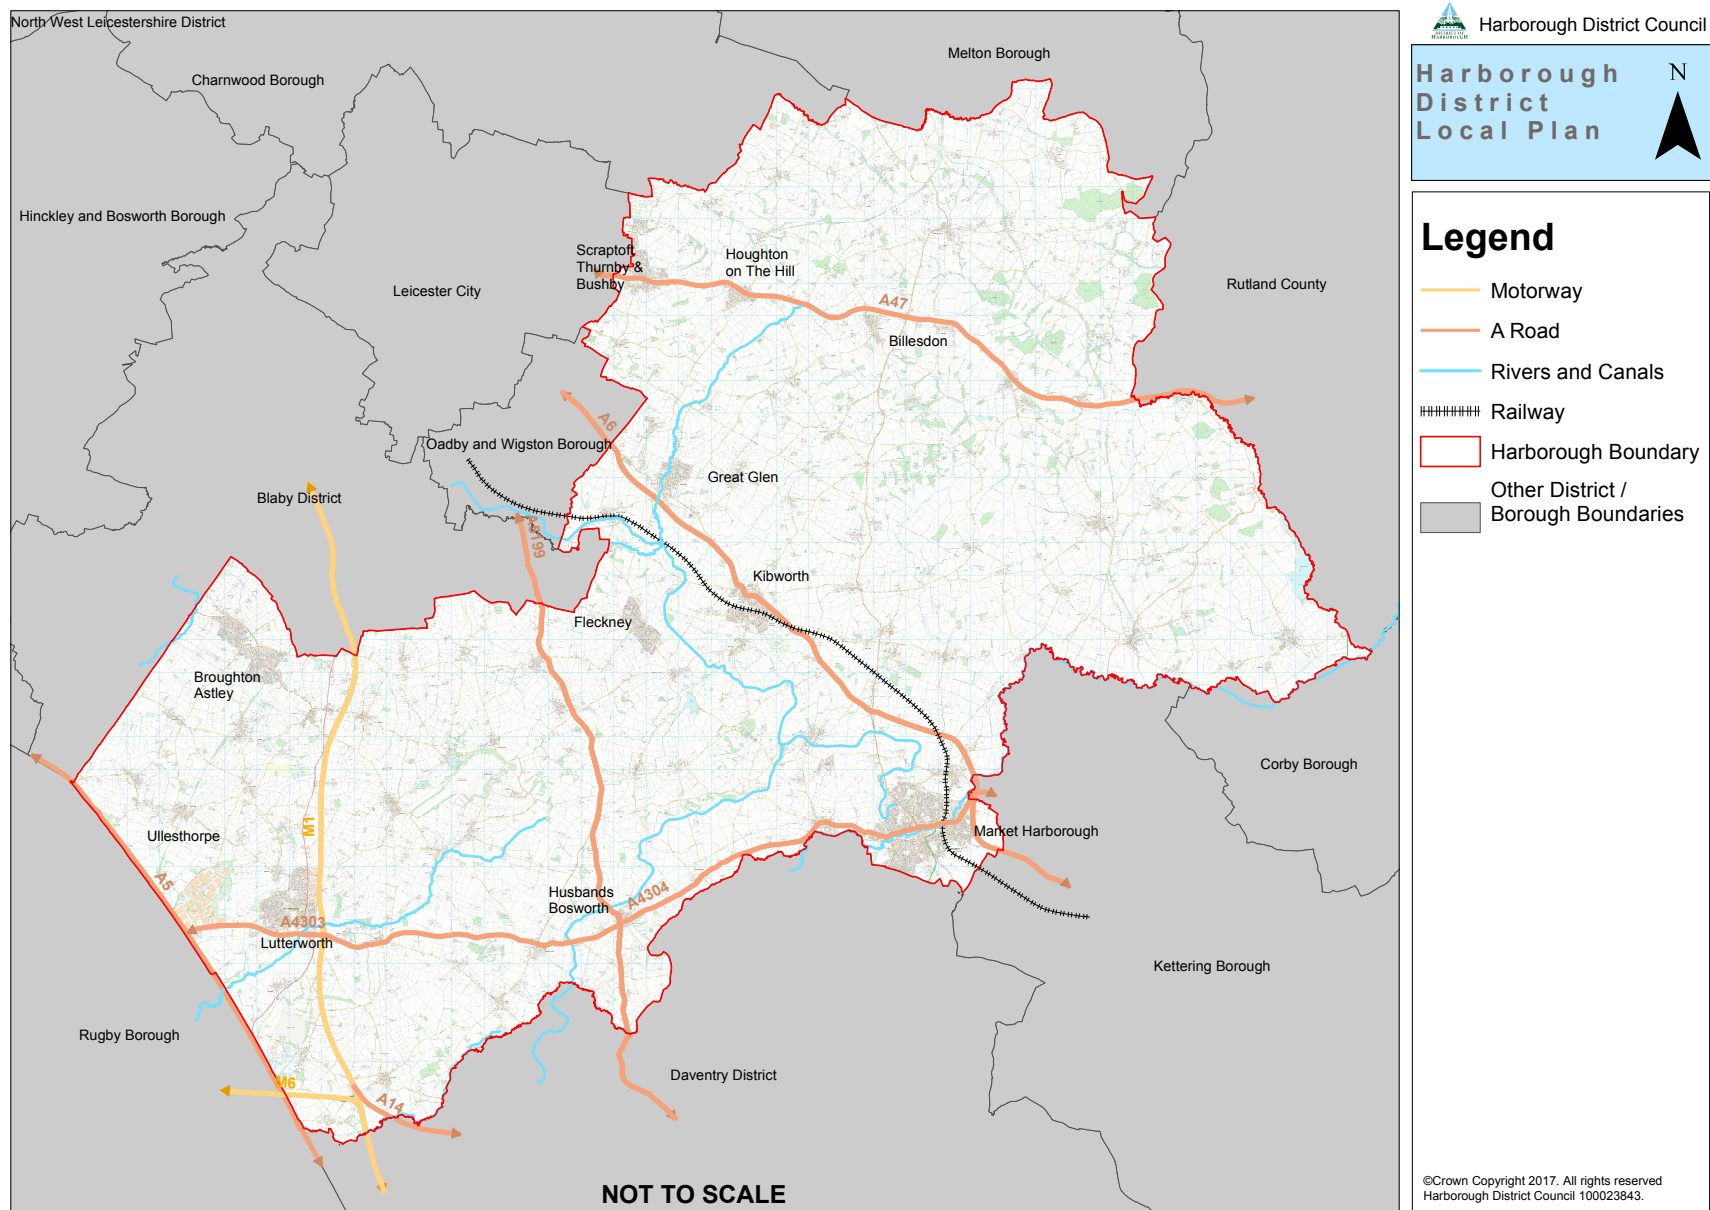 North West Leicestershire District
Charnwood Borough
Melton Borough
Hinckley and Bosworth Borough
Leicester City
Scraptoft
Thurnby &
Bushby
Houghton
on The Hill
A47
Billesdon
Rutland County
A6
Oadby and Wigston Borough
Great Glen
Blaby District
A5199
Kibworth
Fleckney
Broughton
Astley
Corby Borough
Ullesthorpe
M1
Market Harborough
A5
Husbands
Bosworth
A4304
A4303
Lutterworth
Kettering Borough
Rugby Borough
Daventry District
M6
A14
NOT TO SCALE
DISTRICT OF
HARBOROUGH
Harborough District Council
Harborough
District
Local Plan
N
Legend
Motorway
A Road
Rivers and Canals
Railway
Harborough Boundary
Other District /
Borough Boundaries
©Crown Copyright 2017. All rights reserved
Harborough District Council 100023843.